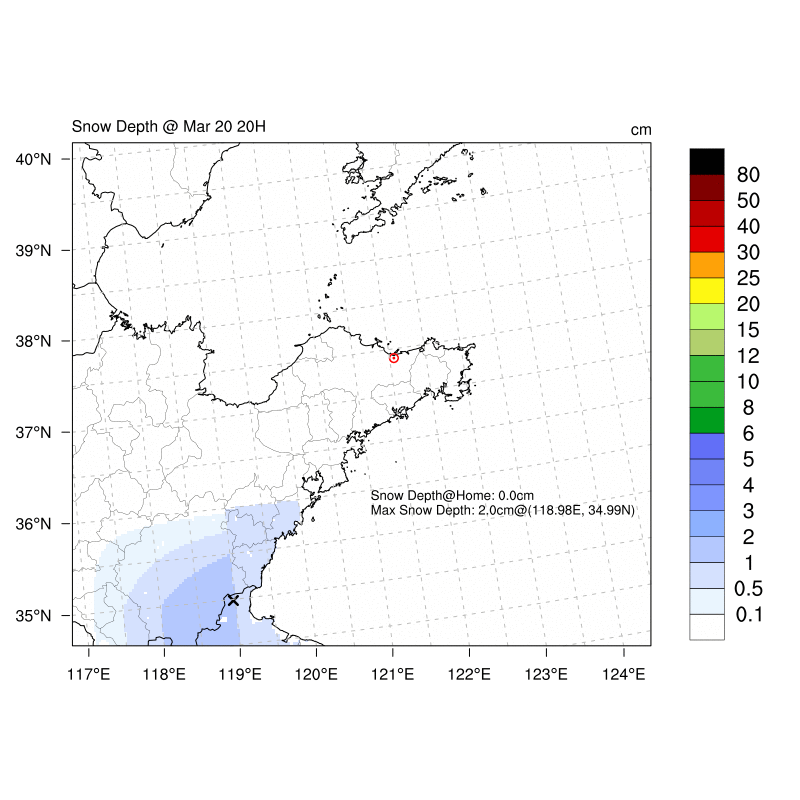 Snow Depth @ Mar 20 20H
cm
40°N
39°N
38°N
37°N
36°N
35°N
117°E 118°E 119°E 120°E 121°E 122°E 123°E 124°E
Snow Depth@Home: 0.0cm
Max Snow Depth: 2.0cm@(118.98E, 34.99N)
80
50
40
30
25
20
15
12
10
8
6
5
4
3
2
1
0.5
0.1